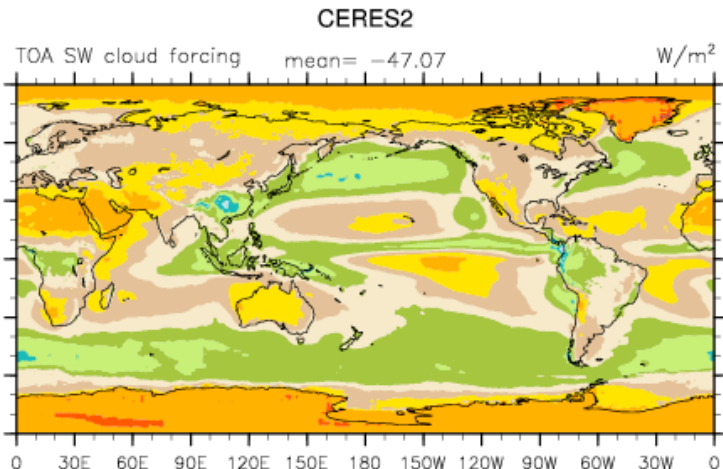 CERES2
TOA SW cloud forcing mean= −47.07 W/m²
0 30E 60E 90E 120E 150E 180 150W 120W 90W 60W 30W 0